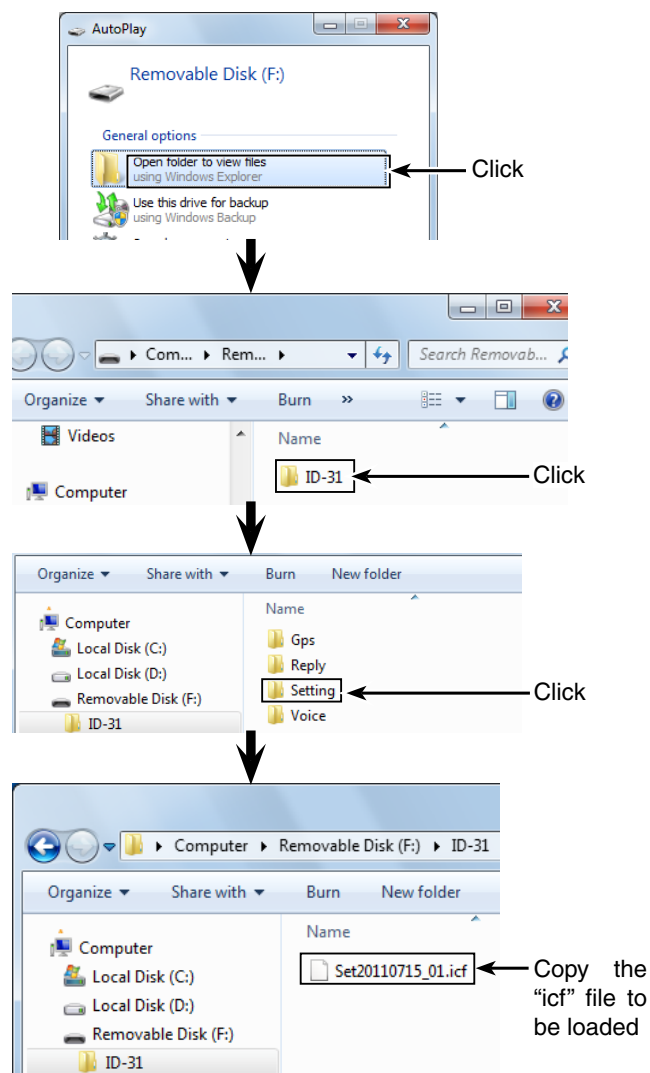 AutoPlay
Removable Disk (F:)
General options
Open folder to view files
using Windows Explorer
Click
Use this drive for backup
using Windows Backup
Com... Rem...
Search Removab...
Organize Share with Burn »
Videos
Name
ID-31
Click
Computer
Organize Share with Burn New folder
Name
Computer
Gps
Local Disk (C:)
Reply
Local Disk (D:)
Setting
Click
Removable Disk (F:)
Voice
ID-31
Computer Removable Disk (F:) ID-31
Organize Share with Burn New folder
Name
Computer
Set20110715_01.icf
Copy the
“icf” file to
be loaded
Local Disk (C:)
Local Disk (D:)
Removable Disk (F:)
ID-31